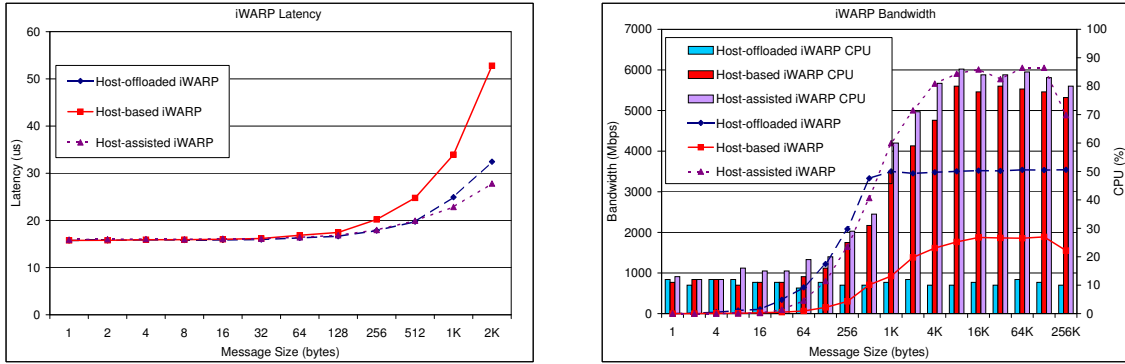 iWARP Latency
60
50
40
30
20
10
0
Latency (us)
Host-offloaded iWARP
Host-based iWARP
Host-assisted iWARP
1 2 4 8 16 32 64 128 256 512 1K 2K
Message Size (bytes)
iWARP Bandwidth
7000
6000
5000
4000
3000
2000
1000
0
Bandwidth (Mbps)
Host-offloaded iWARP CPU
Host-based iWARP CPU
Host-assisted iWARP CPU
Host-offloaded iWARP
Host-based iWARP
Host-assisted iWARP
100
90
80
70
60
50
40
30
20
10
0
CPU (%)
1 4 16 64 256 1K 4K 16K 64K 256K
Message Size (bytes)